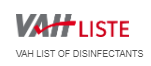 VAH LISTE
VAH LIST OF DISINFECTANTS